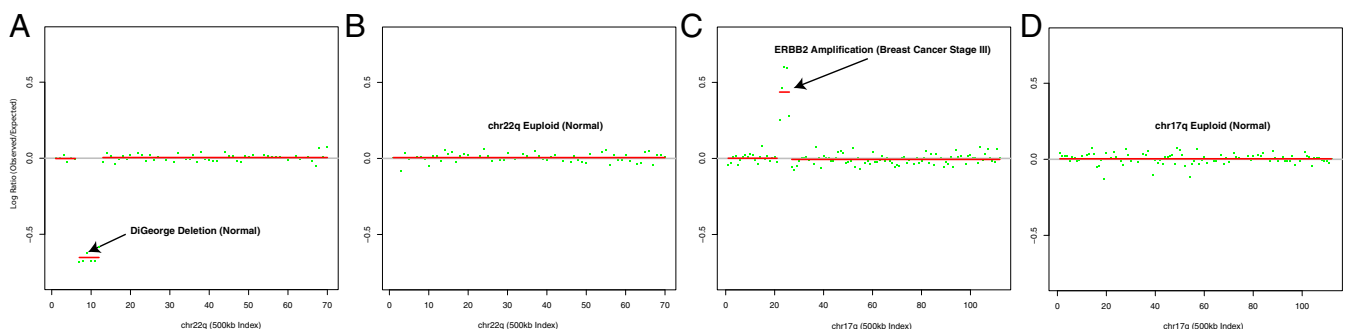 A
B
C
D
Log Ratio (Observed/Expected)
0.5
0.0
−0.5
DiGeorge Deletion (Normal)
0 10 20 30 40 50 60 70
chr22q (500kb Index)
0.5
0.0
−0.5
chr22q Euploid (Normal)
0 10 20 30 40 50 60 70
chr22q (500kb Index)
0.5
0.0
−0.5
ERBB2 Amplification (Breast Cancer Stage III)
0 20 40 60 80 100
chr17q (500kb Index)
0.5
0.0
−0.5
chr17q Euploid (Normal)
0 20 40 60 80 100
chr17q (500kb Index)